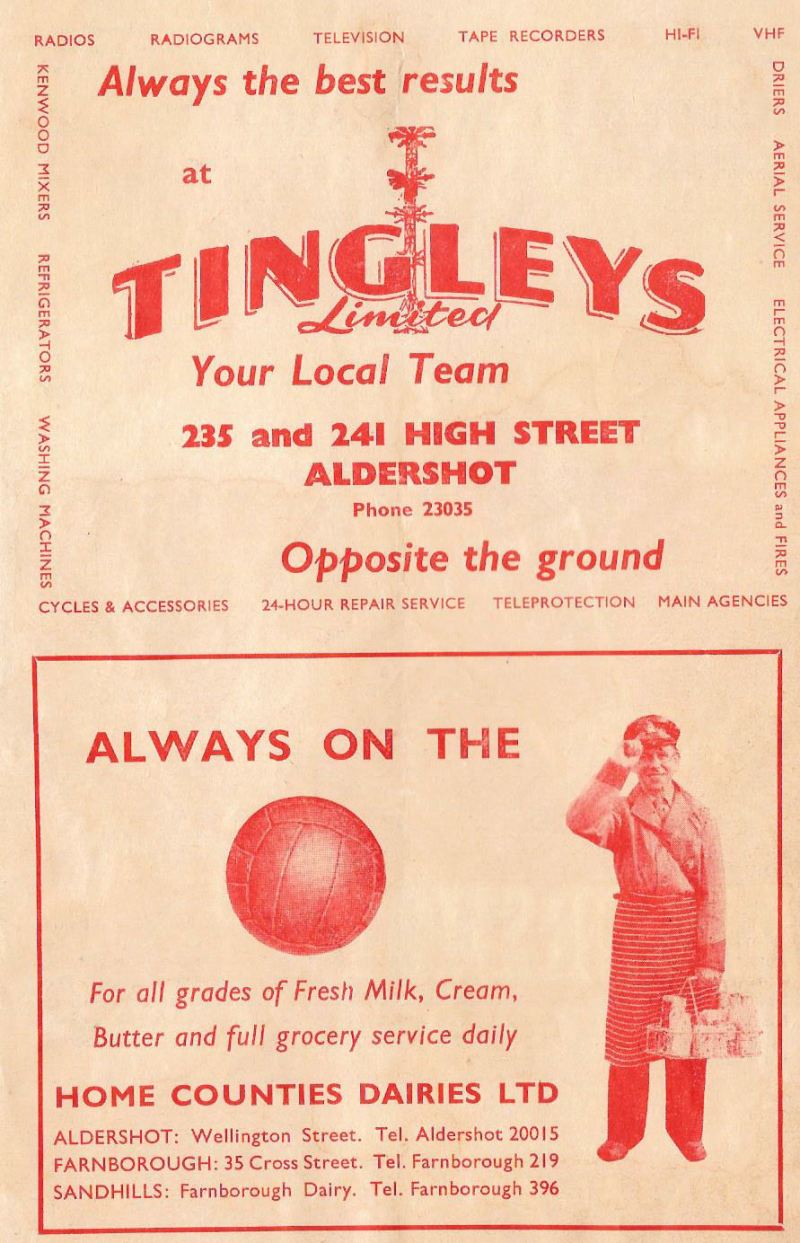 RADIOS RADIOGRAMS TELEVISION TAPE RECORDERS HI-FI VHF
KENWOOD MIXERS REFRIGERATORS WASHING MACHINES
DRIERS AERIAL SERVICE ELECTRICAL APPLIANCES and FIRES
Always the best results
at
TINGLEYS
Limited
Your Local Team
235 and 241 HIGH STREET
ALDERSHOT
Phone 23035
Opposite the ground
CYCLES & ACCESSORIES 24-HOUR REPAIR SERVICE TELEPROTECTION MAIN AGENCIES
ALWAYS ON THE
For all grades of Fresh Milk, Cream,
Butter and full grocery service daily
HOME COUNTIES DAIRIES LTD
ALDERSHOT: Wellington Street. Tel. Aldershot 20015
FARNBOROUGH: 35 Cross Street. Tel. Farnborough 219
SANDHILLS: Farnborough Dairy. Tel. Farnborough 396